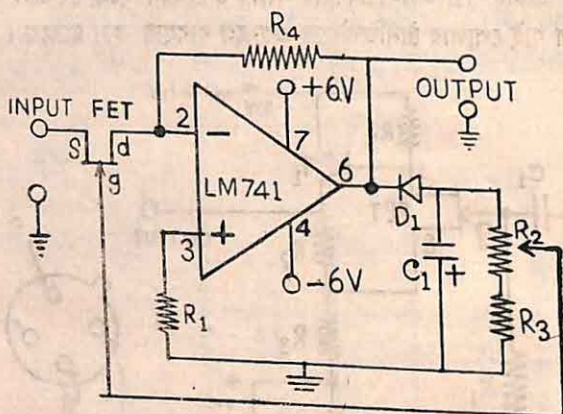 R4
+6V
OUTPUT
INPUT FET
2
−
7
S
d
g
LM741
6
D1
3
+
4
C1
+
R2
−6V
R1
R3